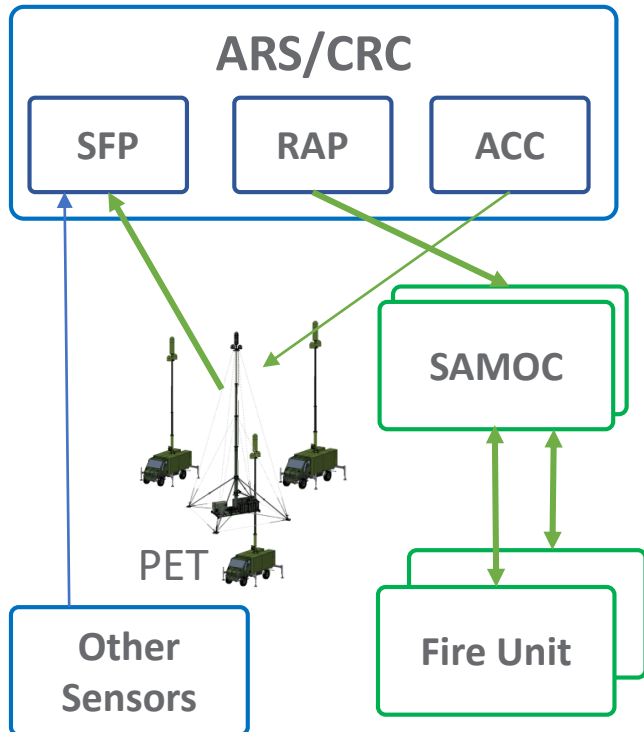 ARS/CRC
SFP
RAP
ACC
SAMOC
PET
Other
Sensors
Fire Unit